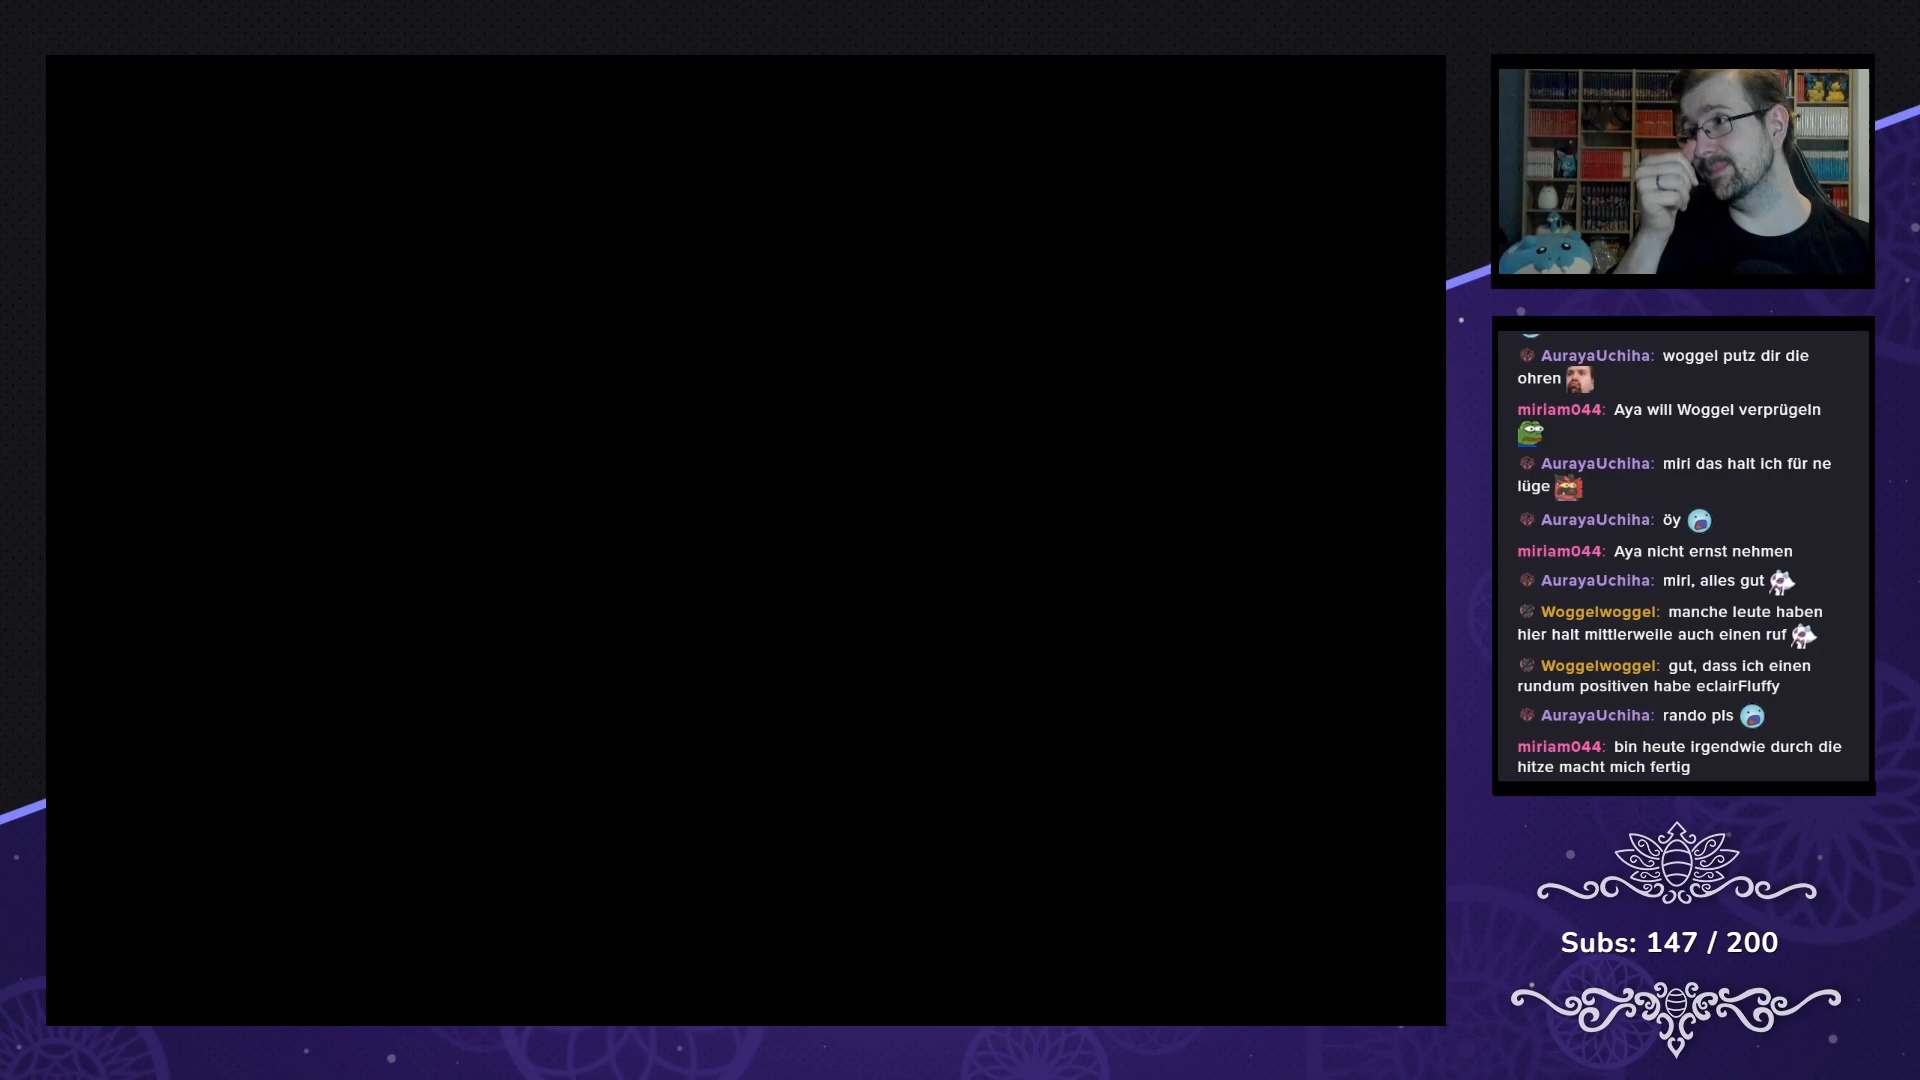 AurayaUchiha: woggel putz dir die
ohren
miriam044: Aya will Woggel verprügeln
AurayaUchiha: miri das halt ich für ne
lüge
AurayaUchiha: öy
miriam044: Aya nicht ernst nehmen
AurayaUchiha: miri, alles gut
Woggelwoggel: manche leute haben
hier halt mittlerweile auch einen ruf
Woggelwoggel: gut, dass ich einen
rundum positiven habe eclairFluffy
AurayaUchiha: rando pls
miriam044: bin heute irgendwie durch die
hitze macht mich fertig
Subs: 147 / 200